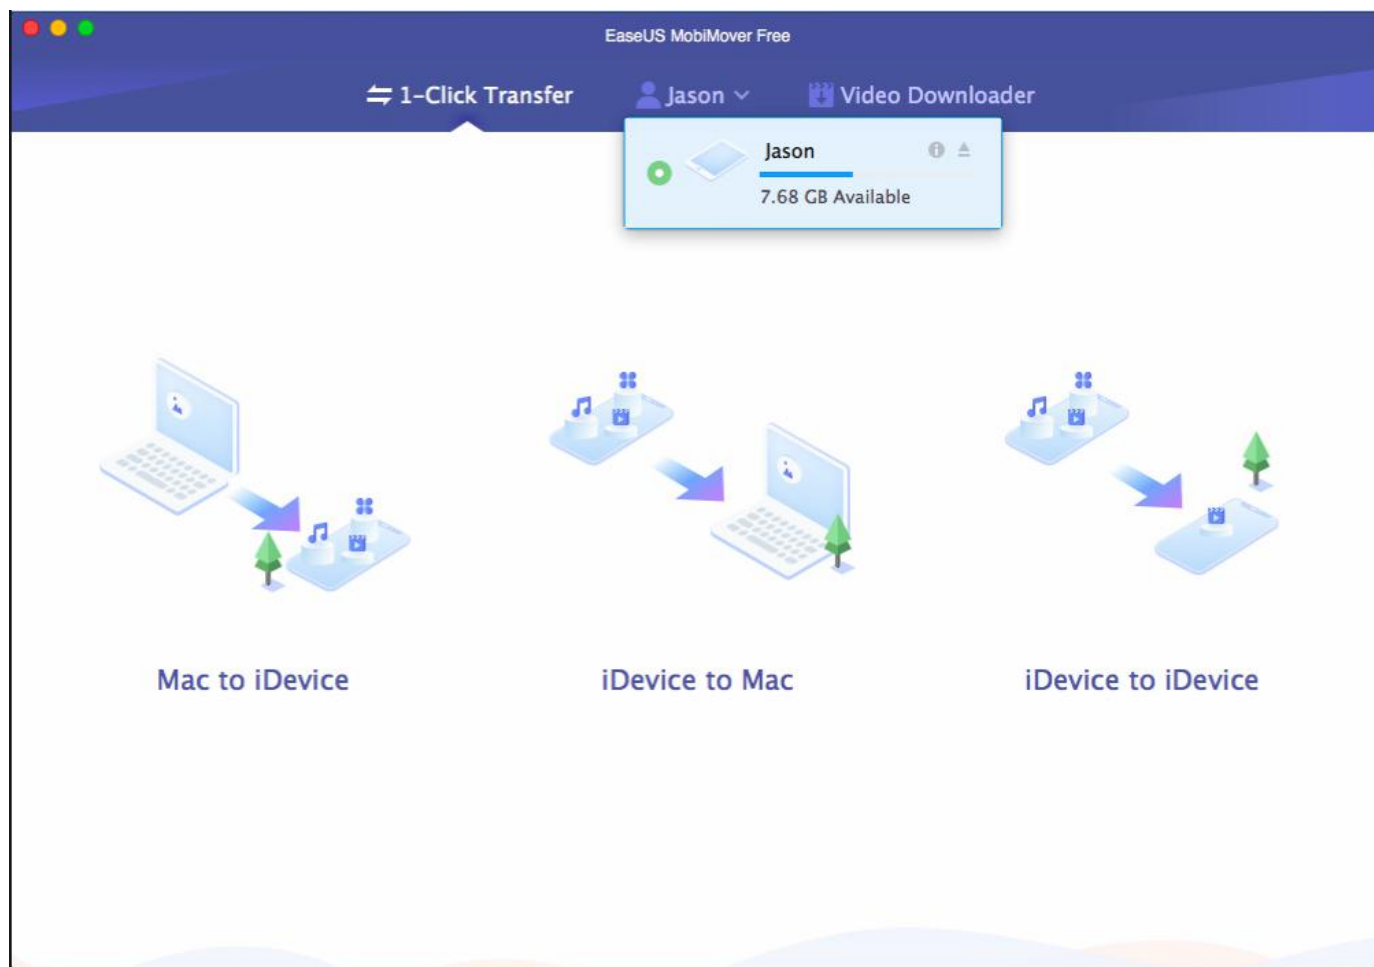 EaseUS MobiMover Free
1-Click Transfer
Jason
Video Downloader
Jason
7.68 GB Available
Mac to iDevice
iDevice to Mac
iDevice to iDevice